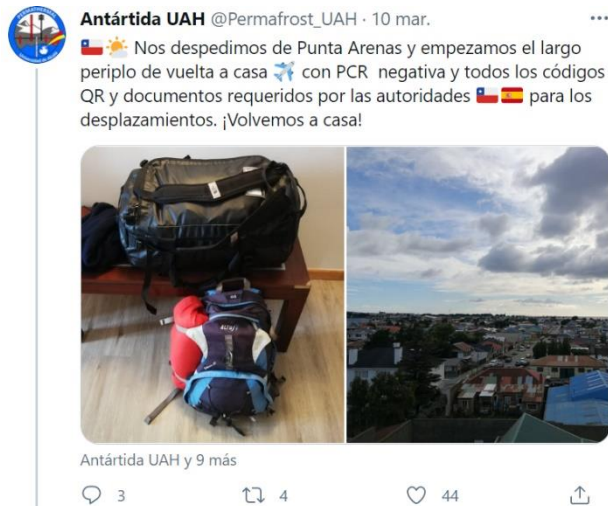 Antártida UAH @Permafrost_UAH · 10 mar.
🇨🇱🌤️ Nos despedimos de Punta Arenas y empezamos el largo
periplo de vuelta a casa ✈️ con PCR negativa y todos los códigos
QR y documentos requeridos por las autoridades 🇨🇱🇪🇸 para los
desplazamientos. ¡Volvemos a casa!
Antártida UAH y 9 más
3 4 44